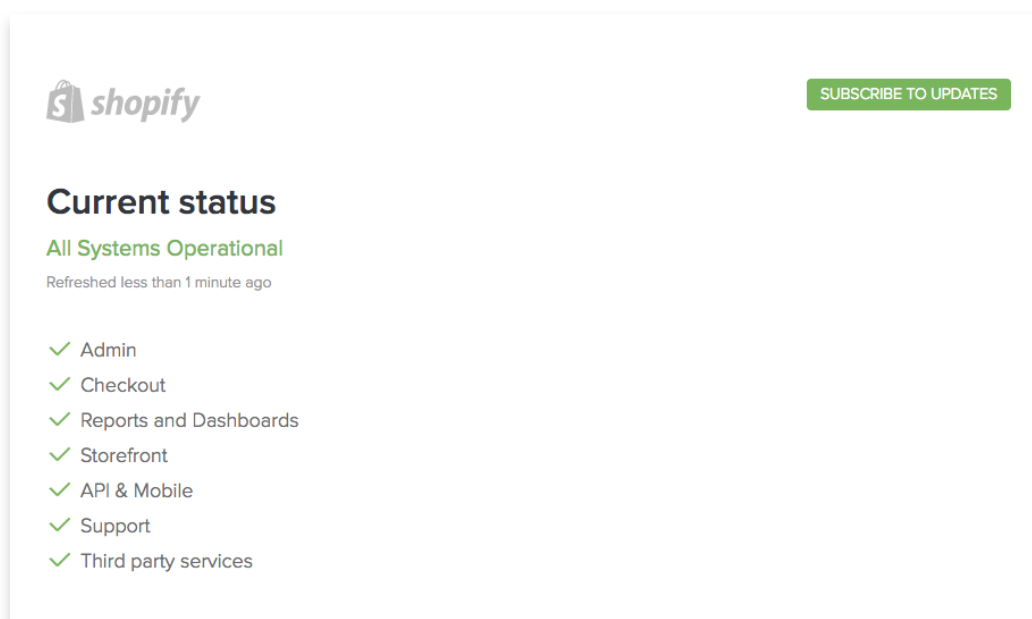 shopify
SUBSCRIBE TO UPDATES
Current status
All Systems Operational
Refreshed less than 1 minute ago
Admin
Checkout
Reports and Dashboards
Storefront
API & Mobile
Support
Third party services